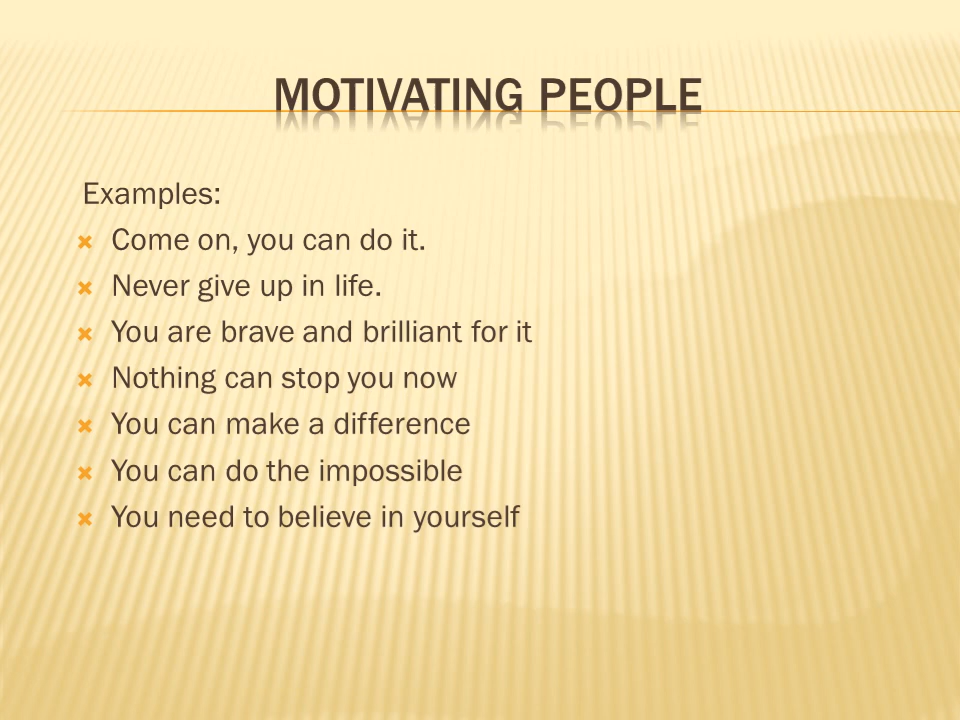 MOTIVATING PEOPLE
Examples:
Come on, you can do it.
Never give up in life.
You are brave and brilliant for it
Nothing can stop you now
You can make a difference
You can do the impossible
You need to believe in yourself